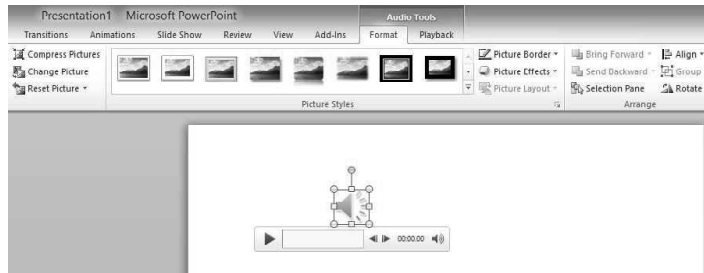 Presentation1 Microsoft PowerPoint
Audio Tools
Transitions Animations Slide Show Review View Add-Ins Format Playback
Compress Pictures
Change Picture
Reset Picture
Picture Styles
Picture Border
Picture Effects
Picture Layout
Bring Forward
Send Backward
Selection Pane
Align
Group
Rotate
Arrange
00:00.00